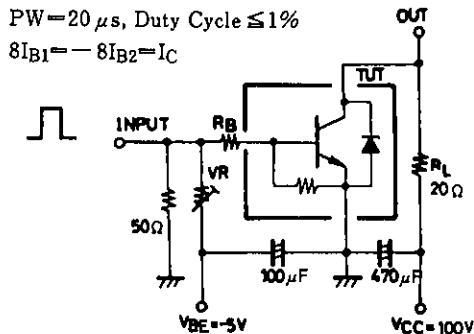 PW=20 μs, Duty Cycle ≦1%
8IB1=−8IB2=IC
OUT
TUT
INPUT
RB
VR
RL
20Ω
50Ω
100μF
470μF
VBE=-5V
VCC=100V